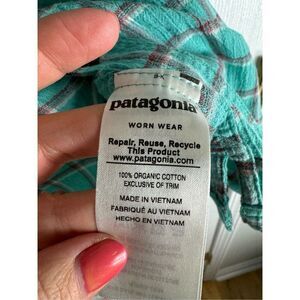 patagonia
WORN WEAR
Repair, Reuse, Recycle
This Product
www.patagonia.com
100% ORGANIC COTTON
EXCLUSIVE OF TRIM
MADE IN VIETNAM
FABRIQUÉ AU VIETNAM
HECHO EN VIETNAM